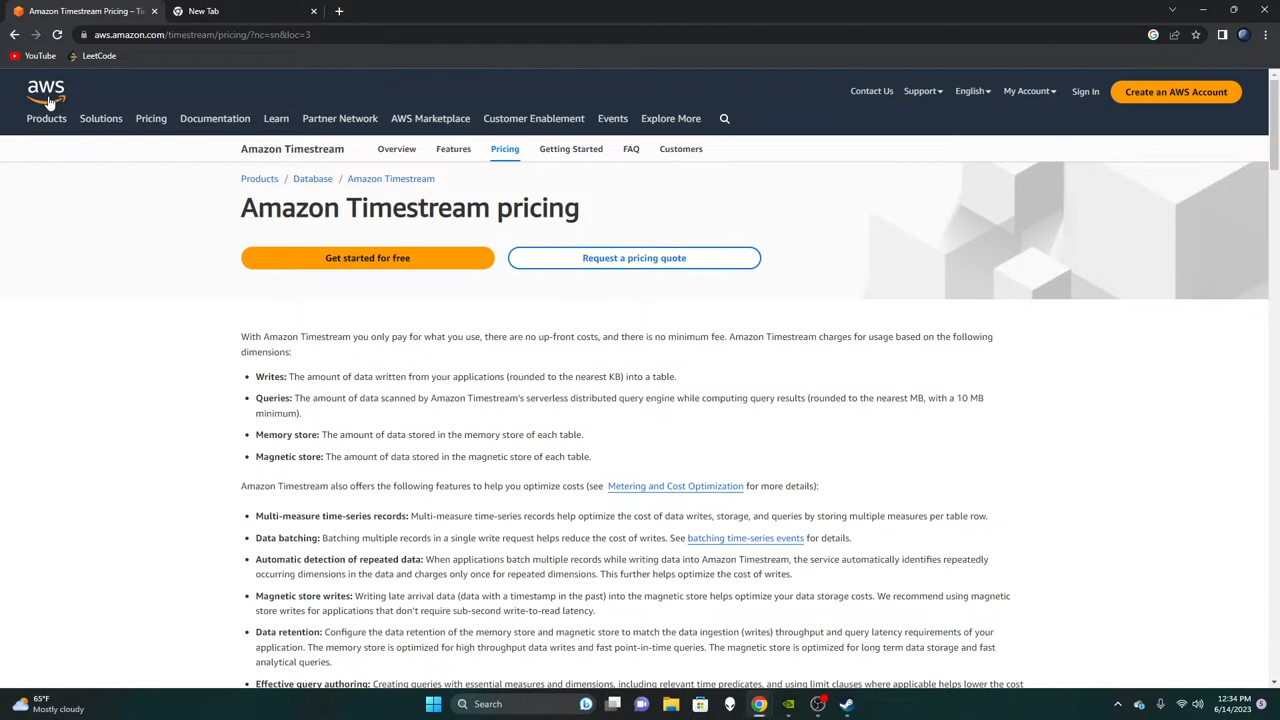 Amazon Timestream Pricing – Ti
New Tab
aws.amazon.com/timestream/pricing/?nc=sn&loc=3
YouTube
LeetCode
aws
Contact Us
Support
English
My Account
Sign In
Create an AWS Account
Products
Solutions
Pricing
Documentation
Learn
Partner Network
AWS Marketplace
Customer Enablement
Events
Explore More
Amazon Timestream
Overview
Features
Pricing
Getting Started
FAQ
Customers
Products / Database / Amazon Timestream
Amazon Timestream pricing
Get started for free
Request a pricing quote
With Amazon Timestream you only pay for what you use, there are no up-front costs, and there is no minimum fee. Amazon Timestream charges for usage based on the following
dimensions:
• Writes: The amount of data written from your applications (rounded to the nearest KB) into a table.
• Queries: The amount of data scanned by Amazon Timestream's serverless distributed query engine while computing query results (rounded to the nearest MB, with a 10 MB
minimum).
• Memory store: The amount of data stored in the memory store of each table.
• Magnetic store: The amount of data stored in the magnetic store of each table.
Amazon Timestream also offers the following features to help you optimize costs (see Metering and Cost Optimization for more details):
• Multi-measure time-series records: Multi-measure time-series records help optimize the cost of data writes, storage, and queries by storing multiple measures per table row.
• Data batching: Batching multiple records in a single write request helps reduce the cost of writes. See batching time-series events for details.
• Automatic detection of repeated data: When applications batch multiple records while writing data into Amazon Timestream, the service automatically identifies repeatedly
occurring dimensions in the data and charges only once for repeated dimensions. This further helps optimize the cost of writes.
• Magnetic store writes: Writing late arrival data (data with a timestamp in the past) into the magnetic store helps optimize your data storage costs. We recommend using magnetic
store writes for applications that don't require sub-second write-to-read latency.
• Data retention: Configure the data retention of the memory store and magnetic store to match the data ingestion (writes) throughput and query latency requirements of your
application. The memory store is optimized for high throughput data writes and fast point-in-time queries. The magnetic store is optimized for long term data storage and fast
analytical queries.
• Effective query authoring: Creating queries with essential measures and dimensions, including relevant time predicates, and using limit clauses where applicable helps lower the cost
65°F
Mostly cloudy
Search
12:34 PM
6/14/2023